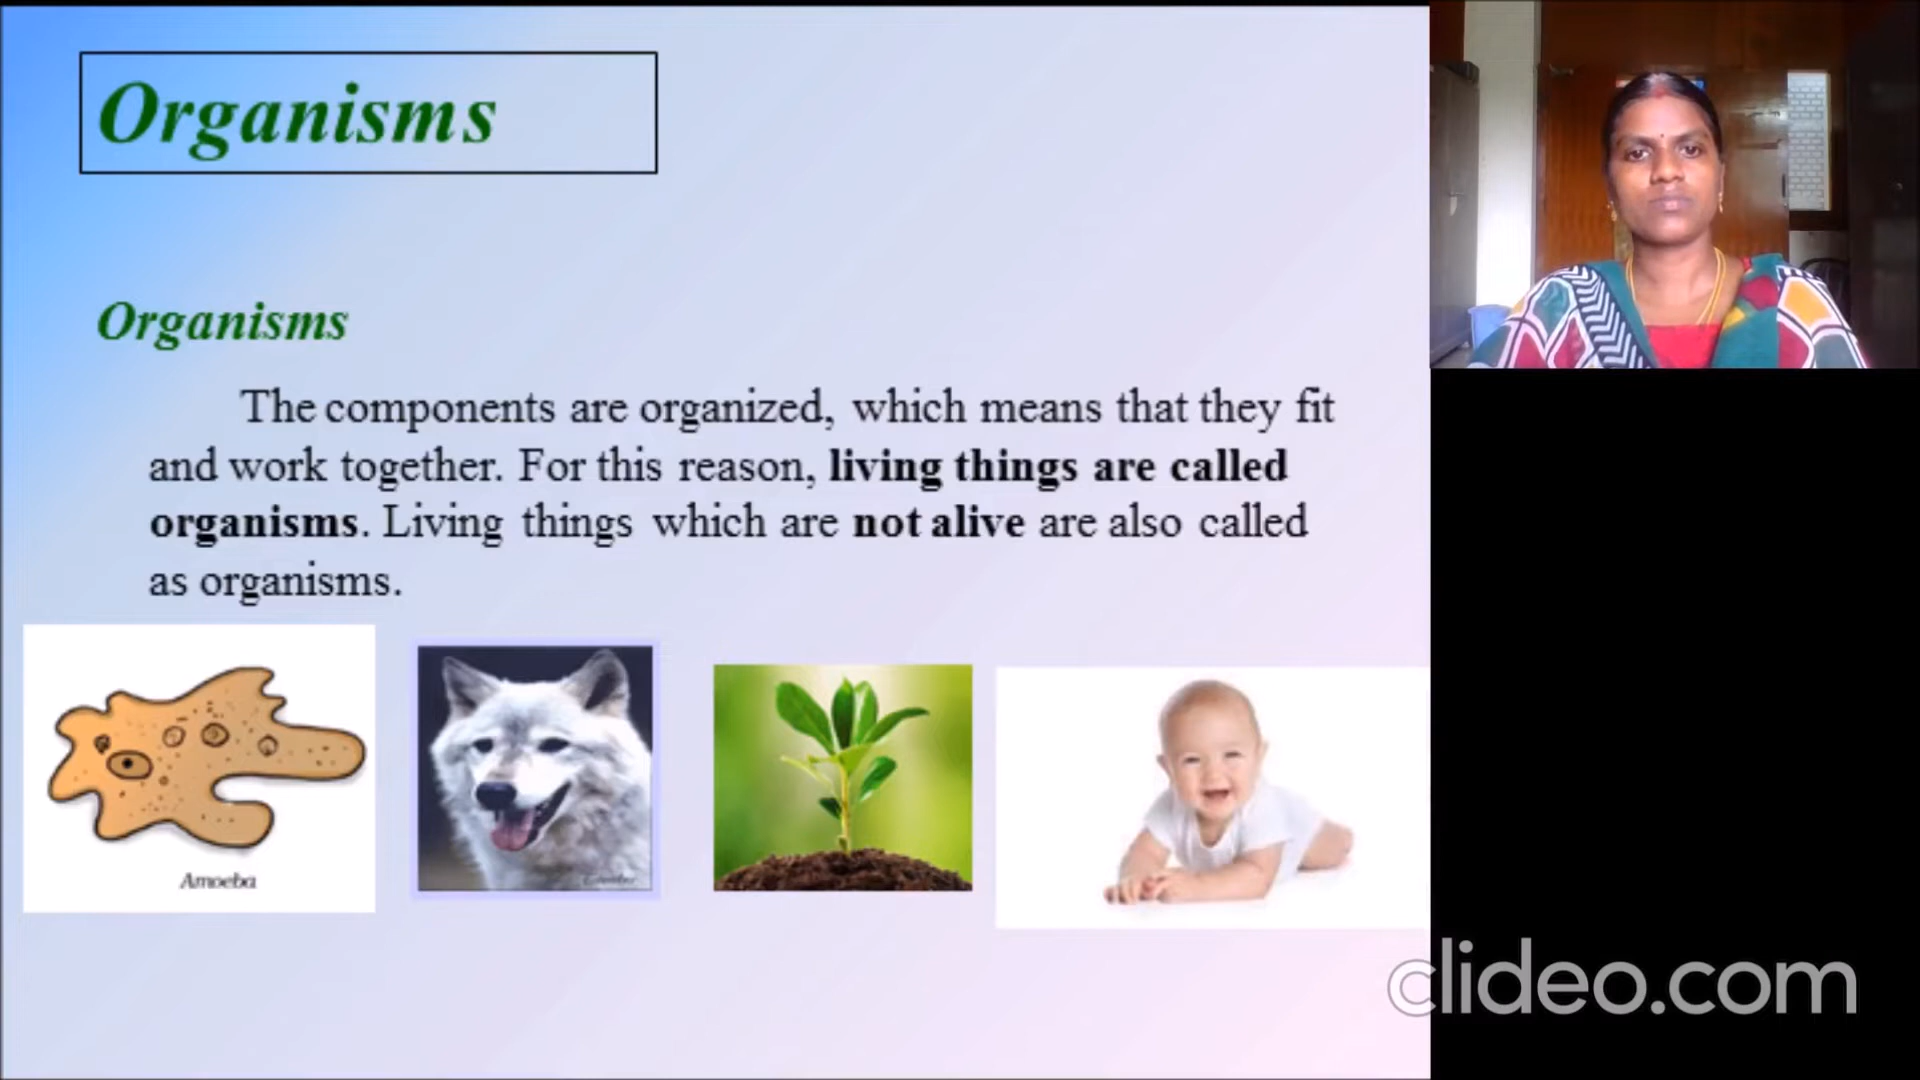 Organisms
Organisms
The components are organized, which means that they fit
and work together. For this reason, living things are called
organisms. Living things which are not alive are also called
as organisms.
Amoeba
clideo.com